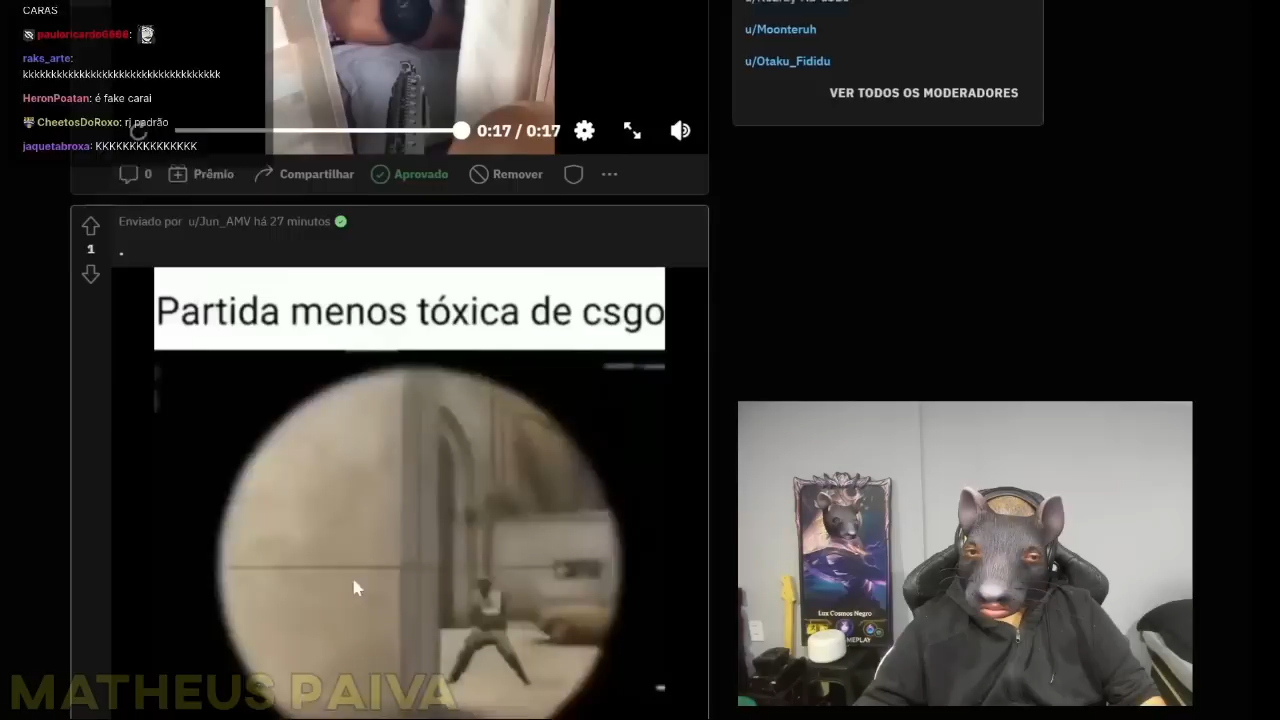 CARAS
pauloricardo6666:
raks_arte:
kkkkkkkkkkkkkkkkkkkkkkkkkkkkkkkkkk
HeronPoatan: é fake carai
CheetosDoRoxo: rj padrão
jaquetabroxa: KKKKKKKKKKKKKKK
0:17 / 0:17
0
Prêmio
Compartilhar
Aprovado
Remover
u/Moonteruh
u/Otaku_Fididu
VER TODOS OS MODERADORES
Enviado por u/Jun_AMV há 27 minutos
1
.
Partida menos tóxica de csgo
Lux Cosmos Negro
MATHEUS PAIVA